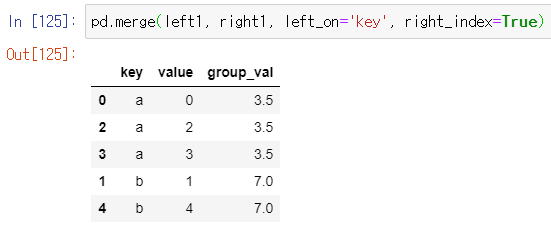 In [125]: pd.merge(left1, right1, left_on='key', right_index=True)
Out[125]:
key value group_val
0 a 0 3.5
2 a 2 3.5
3 a 3 3.5
1 b 1 7.0
4 b 4 7.0